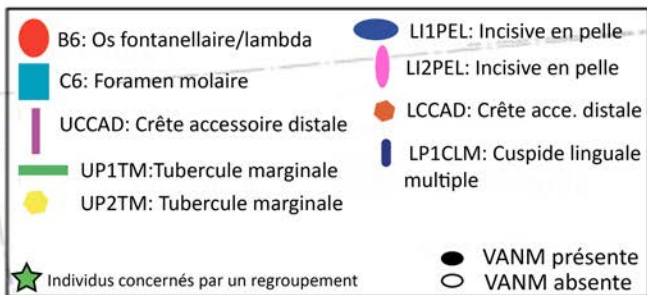 B6: Os fontanellaire/lambda
C6: Foramen molaire
UCCAD: Crête accessoire distale
UP1TM:Tubercule marginale
UP2TM: Tubercule marginale
Individus concernés par un regroupement
LI1PEL: Incisive en pelle
LI2PEL: Incisive en pelle
LCCAD: Crête acce. distale
LP1CLM: Cuspide linguale
multiple
VANM présente
VANM absente